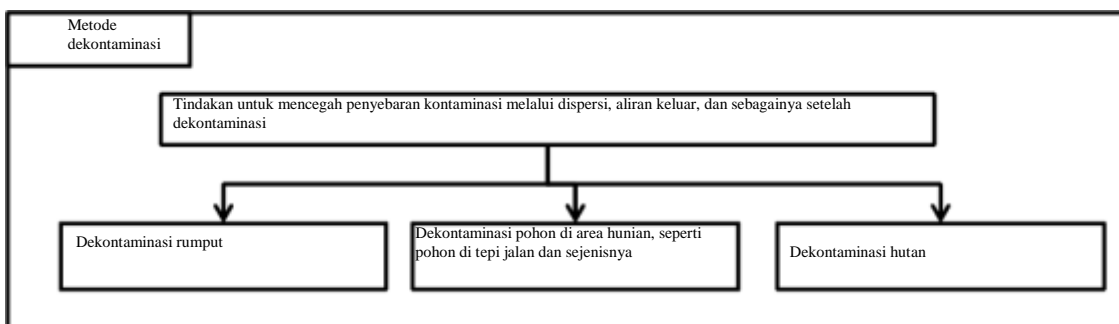 Metode
dekontaminasi
Tindakan untuk mencegah penyebaran kontaminasi melalui dispersi, aliran keluar, dan sebagainya setelah
dekontaminasi
Dekontaminasi rumput
Dekontaminasi pohon di area hunian, seperti
pohon di tepi jalan dan sejenisnya
Dekontaminasi hutan